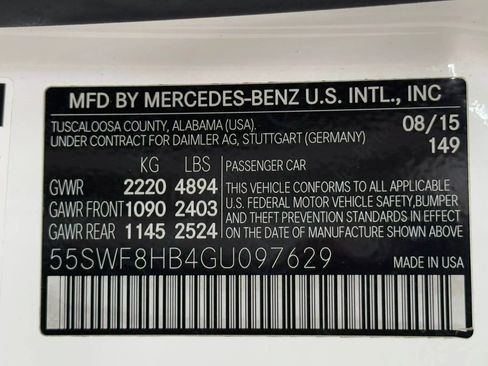 MFD BY MERCEDES-BENZ U.S. INTL., INC
TUSCALOOSA COUNTY, ALABAMA (USA). 08/15
UNDER CONTRACT FOR DAIMLER AG, STUTTGART (GERMANY) 149
KG LBS PASSENGER CAR
GWR 2220 4894 THIS VEHICLE CONFORMS TO ALL APPLICABLE
GAWR FRONT 1090 2403 U.S. FEDERAL MOTOR VEHICLE SAFETY,BUMPER
GAWR REAR 1145 2524 AND THEFT PREVENTION STANDARDS IN EFFECT
ON THE DATE OF MANUFACTURE SHOWN ABOVE
55SWF8HB4GU097629 MADE IN USA